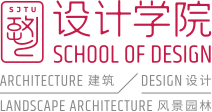 SJTU
设计学院
SCHOOL OF DESIGN
ARCHITECTURE 建筑 / DESIGN 设计
LANDSCAPE ARCHITECTURE 风景园林